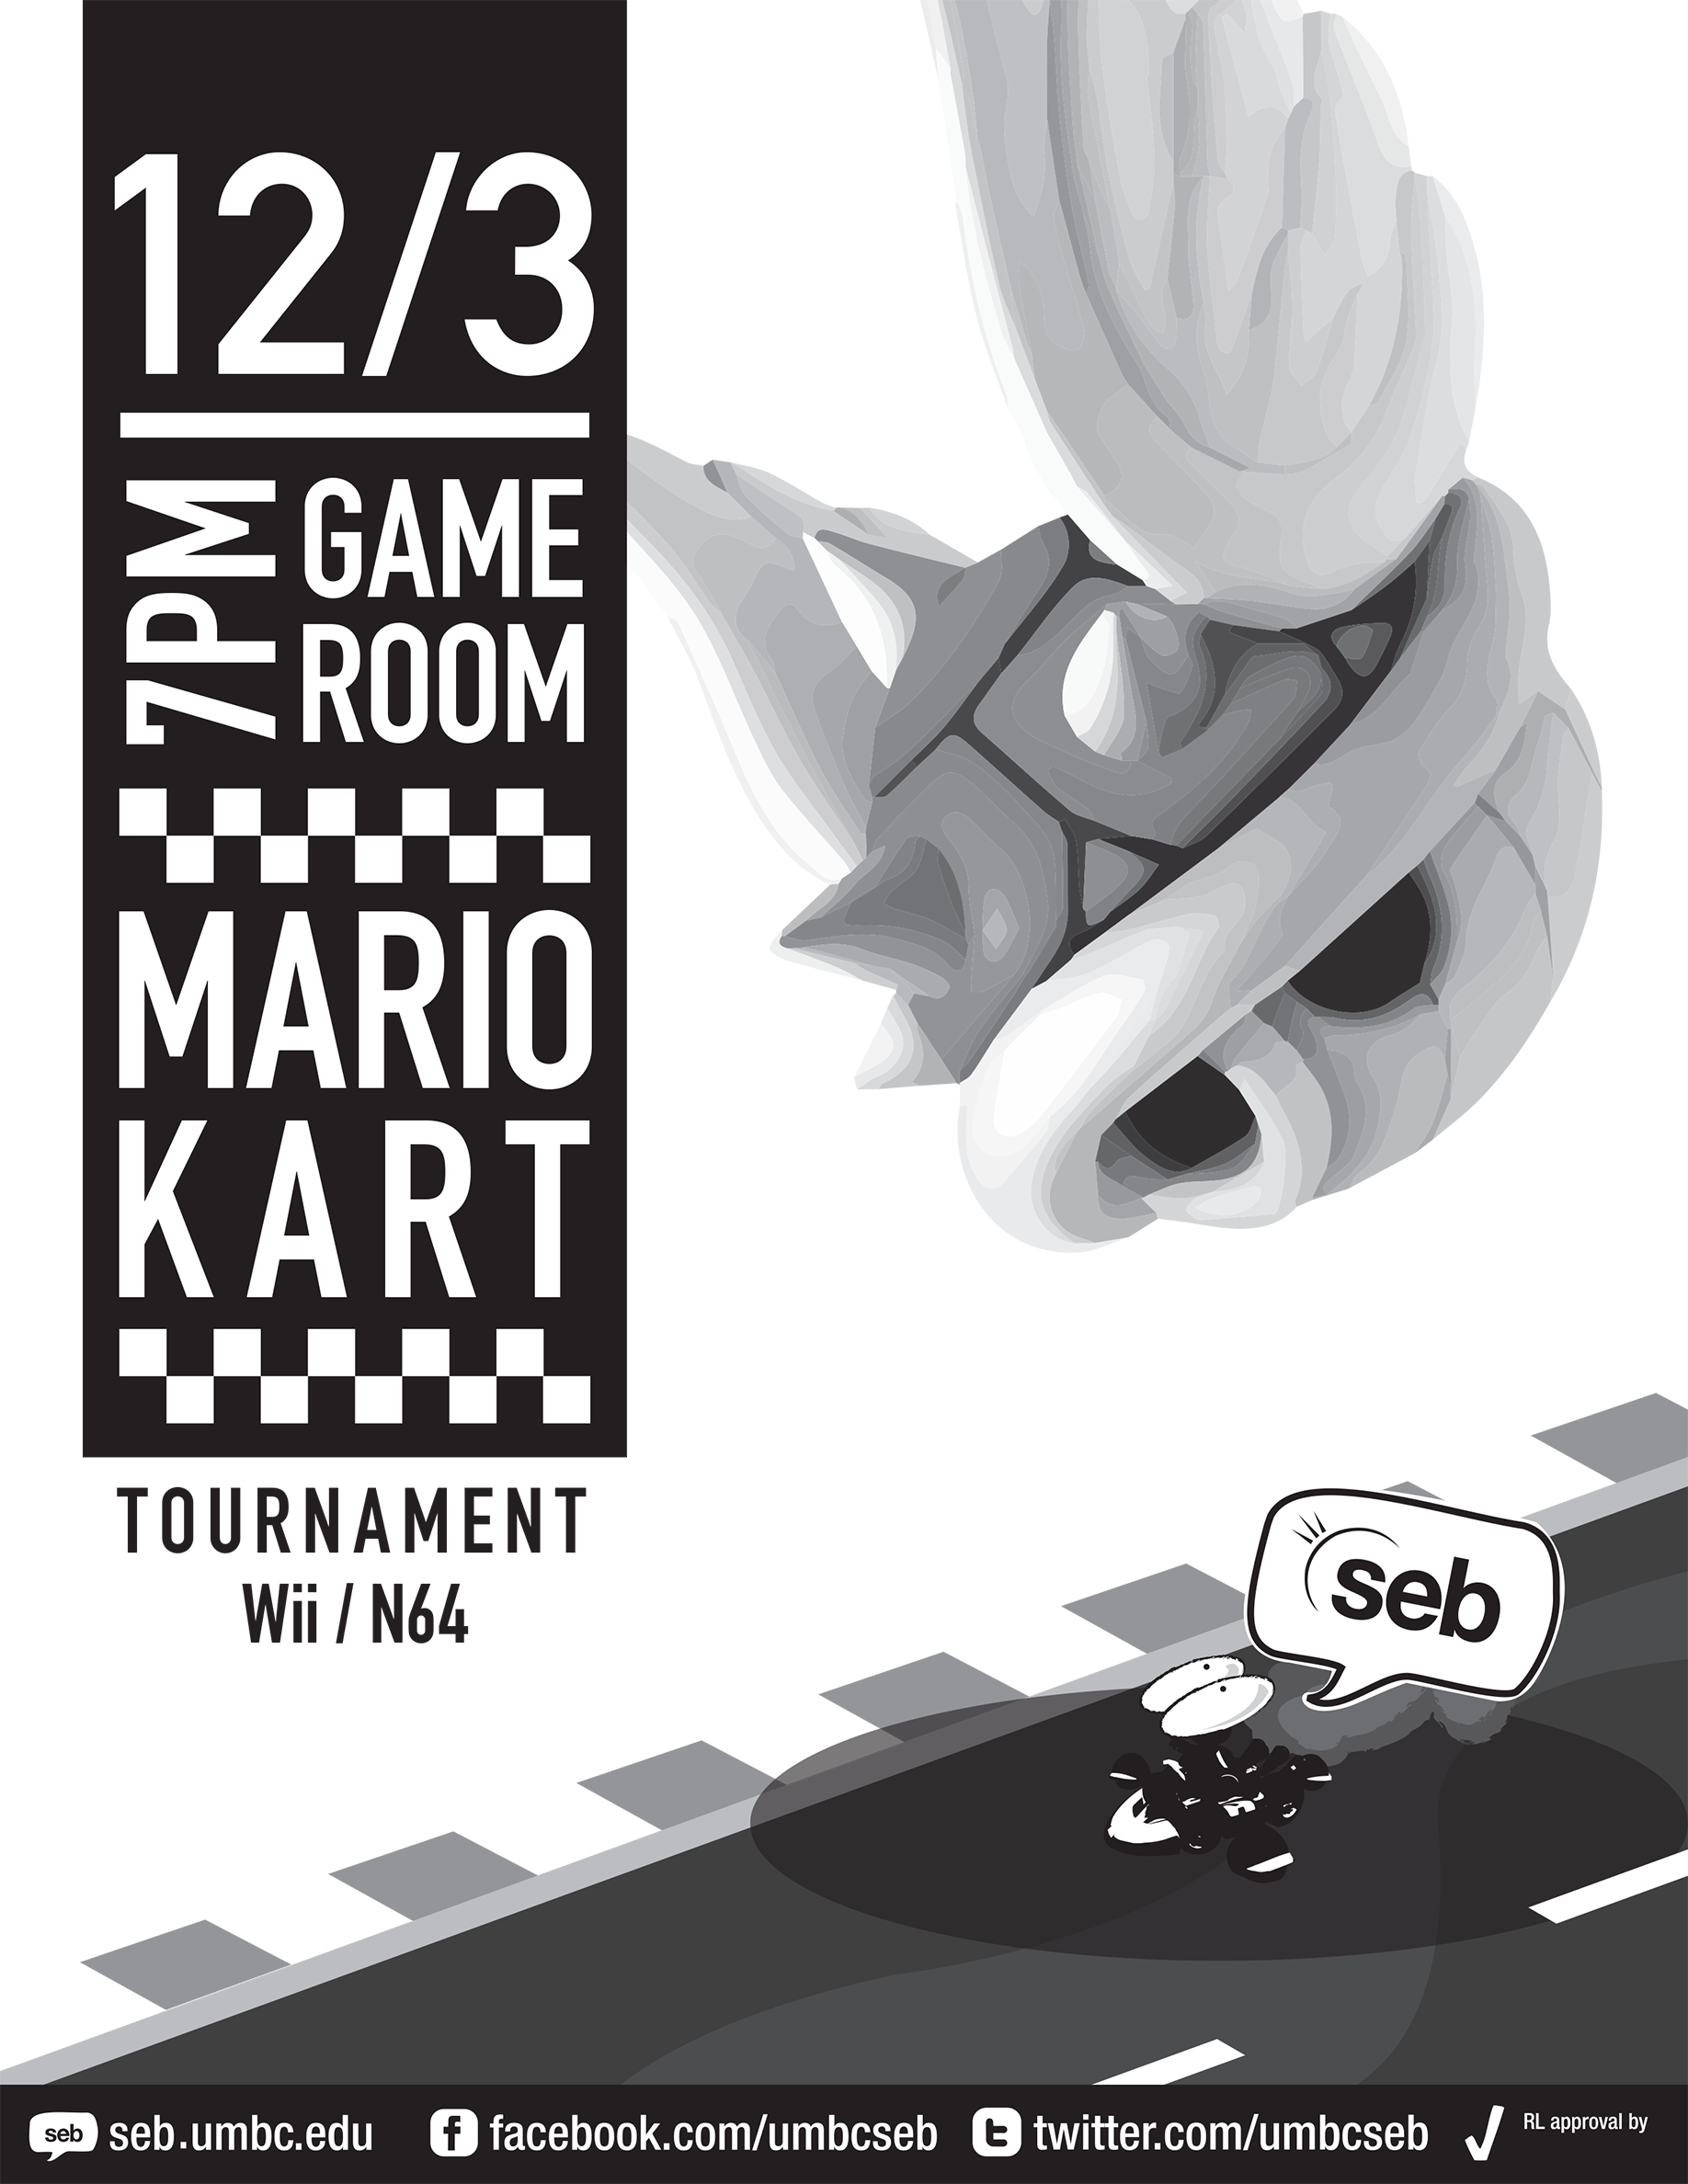 12/3
7PM
GAME
ROOM
MARIO
KART
TOURNAMENT
Wii / N64
seb
seb seb.umbc.edu
facebook.com/umbcseb
twitter.com/umbcseb
RL approval by